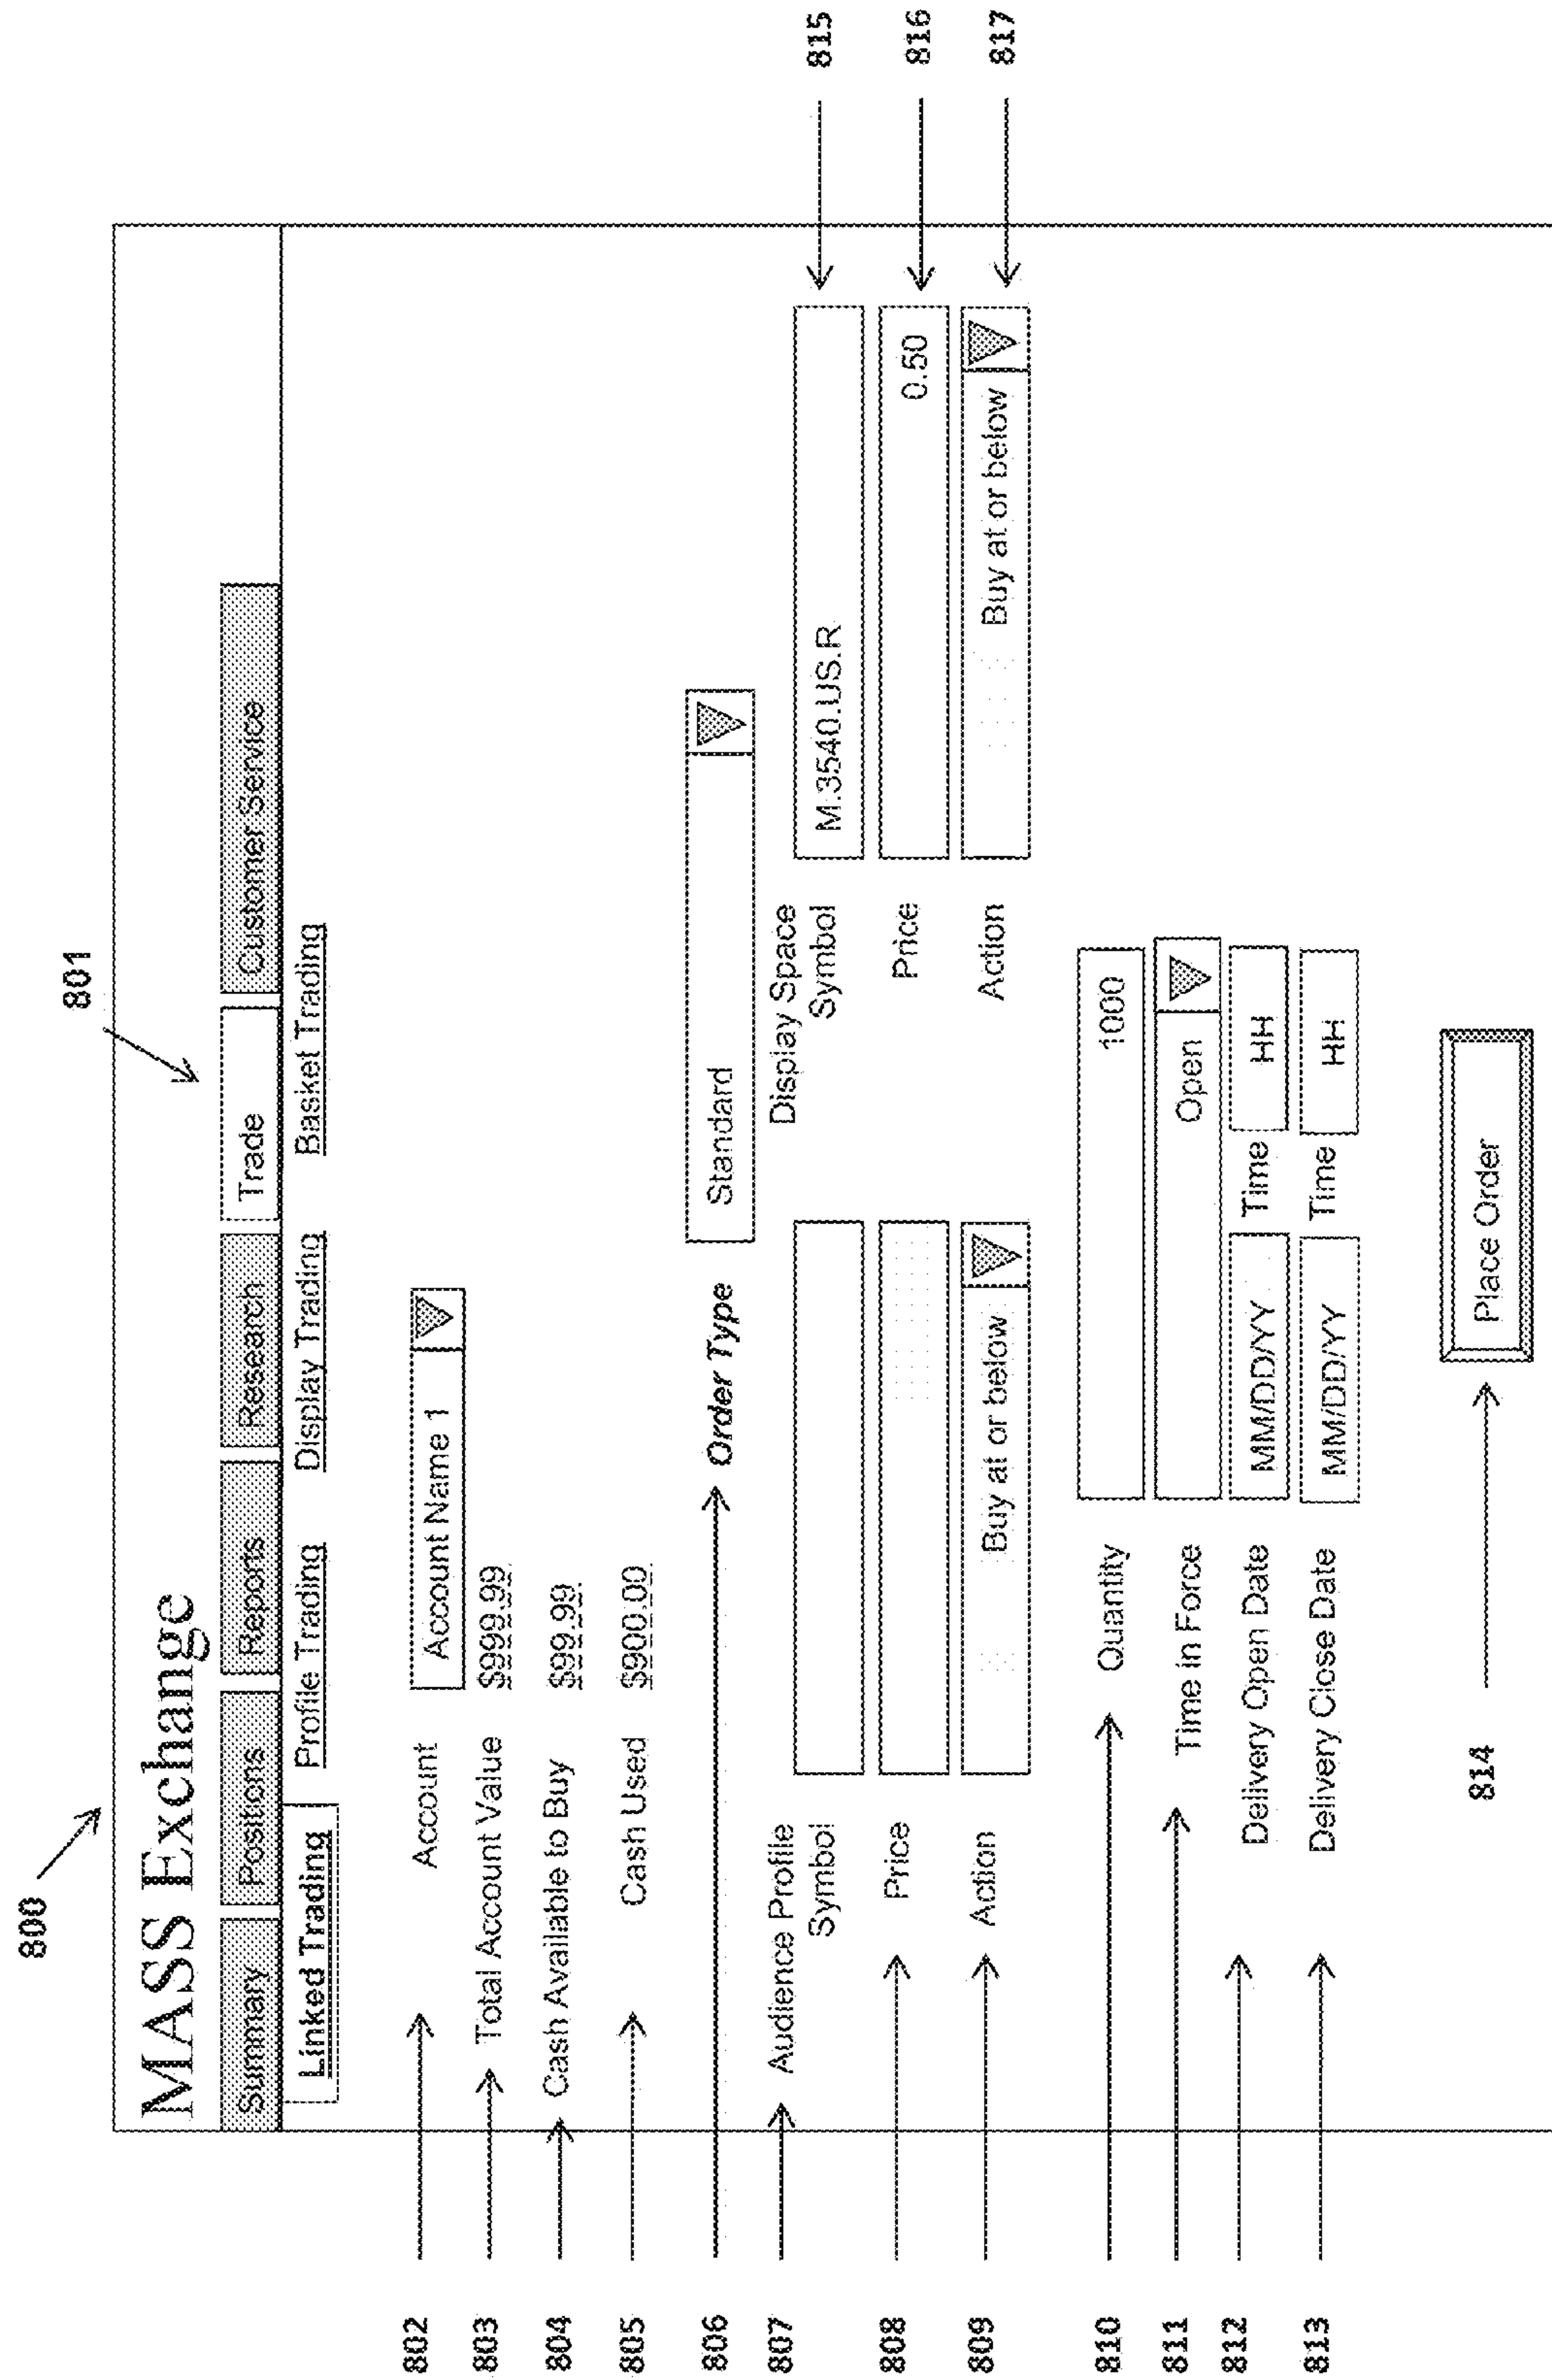 800
801
MASS Exchange
Summary Positions Reports Research Trade Customer Service
Linked Trading Profile Trading Display Trading Basket Trading
802 Account Account Name 1
803 Total Account Value $999.99
804 Cash Available to Buy $99.99
805 Cash Used $900.00
806 Order Type Standard
807 Audience Profile Symbol Display Space Symbol M.3540.US.R 815
808 Price Price 0.50 816
809 Action Buy at or below Action Buy at or below 817
810 Quantity 1000
811 Time in Force Open
812 Delivery Open Date MM/DD/YY Time HH
813 Delivery Close Date MM/DD/YY Time HH
814 Place Order